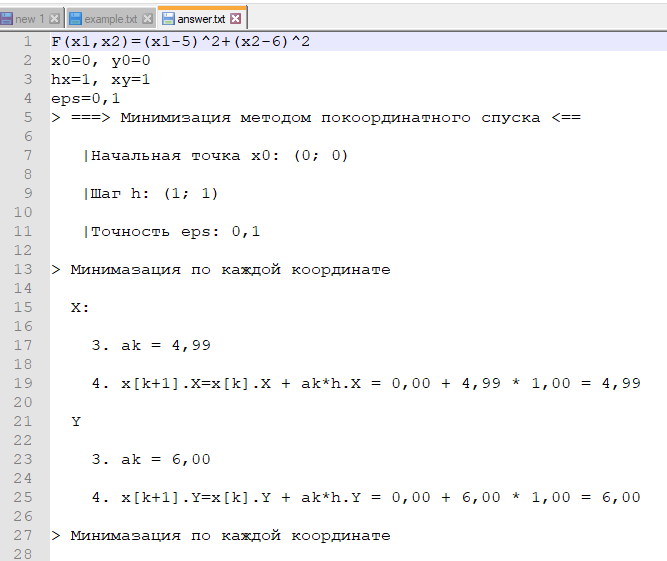 new 1 example.txt answer.txt
1 F(x1,x2)=(x1-5)^2+(x2-6)^2
2 x0=0, y0=0
3 hx=1, xy=1
4 eps=0,1
5 > ===> Минимизация методом покоординатного спуска <==
6
7 |Начальная точка x0: (0; 0)
8
9 |Шаг h: (1; 1)
10
11 |Точность eps: 0,1
12
13 > Минимазация по каждой координате
14
15 X:
16
17 3. ak = 4,99
18
19 4. x[k+1].X=x[k].X + ak*h.X = 0,00 + 4,99 * 1,00 = 4,99
20
21 Y
22
23 3. ak = 6,00
24
25 4. x[k+1].Y=x[k].Y + ak*h.Y = 0,00 + 6,00 * 1,00 = 6,00
26
27 > Минимазация по каждой координате
28